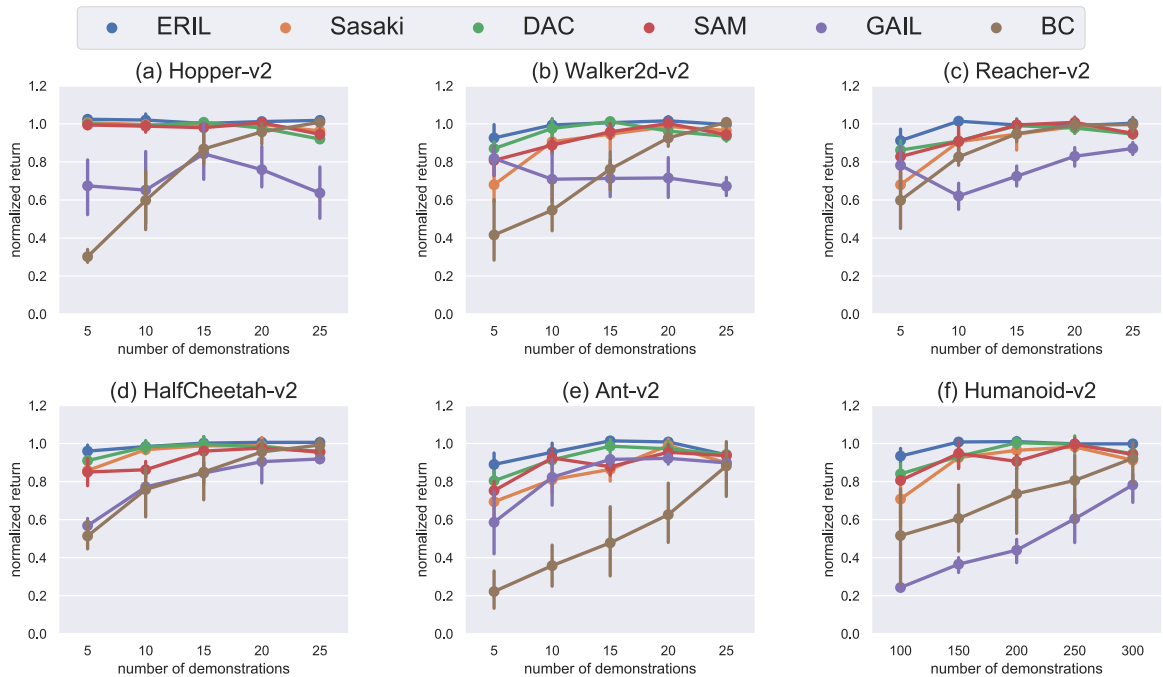 ERIL Sasaki DAC SAM GAIL BC
(a) Hopper-v2
normalized return
1.2
1.0
0.8
0.6
0.4
0.2
0.0
5 10 15 20 25
number of demonstrations
(b) Walker2d-v2
normalized return
1.2
1.0
0.8
0.6
0.4
0.2
0.0
5 10 15 20 25
number of demonstrations
(c) Reacher-v2
normalized return
1.2
1.0
0.8
0.6
0.4
0.2
0.0
5 10 15 20 25
number of demonstrations
(d) HalfCheetah-v2
normalized return
1.2
1.0
0.8
0.6
0.4
0.2
0.0
5 10 15 20 25
number of demonstrations
(e) Ant-v2
normalized return
1.2
1.0
0.8
0.6
0.4
0.2
0.0
5 10 15 20 25
number of demonstrations
(f) Humanoid-v2
normalized return
1.2
1.0
0.8
0.6
0.4
0.2
0.0
100 150 200 250 300
number of demonstrations